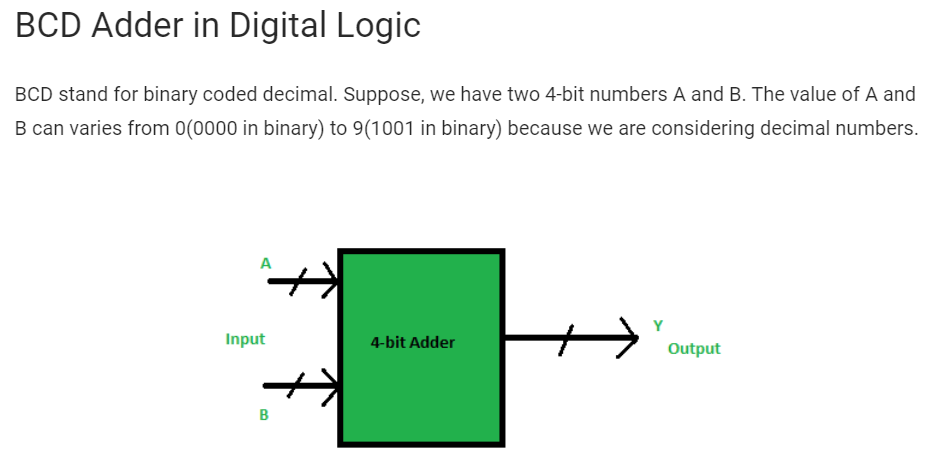 BCD Adder in Digital Logic
BCD stand for binary coded decimal. Suppose, we have two 4-bit numbers A and B. The value of A and
B can varies from 0(0000 in binary) to 9(1001 in binary) because we are considering decimal numbers.
A
Input
4-bit Adder
Y
Output
B